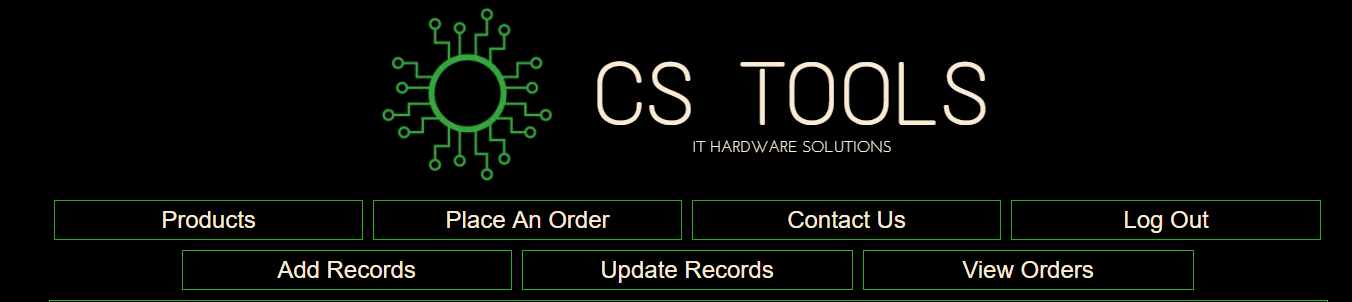 CS TOOLS
IT HARDWARE SOLUTIONS
Products
Place An Order
Contact Us
Log Out
Add Records
Update Records
View Orders